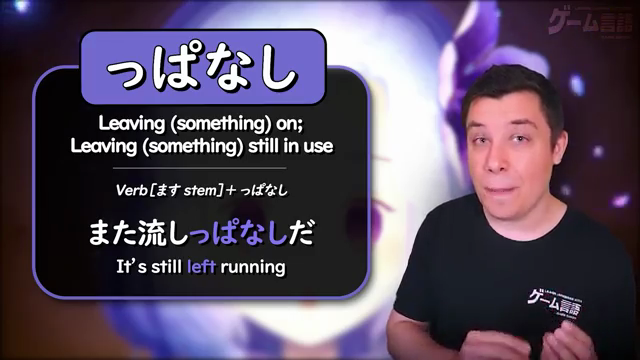 っぱなし
Leaving (something) on;
Leaving (something) still in use
Verb [ます stem] + っぱなし
また流しっぱなしだ
It's still left running
ゲーム言語
ゲーム言語